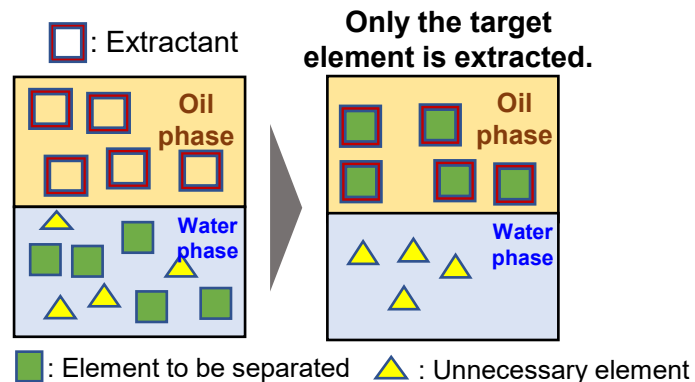 : Extractant
Only the target
element is extracted.
Oil
phase
Water
phase
Oil
phase
Water
phase
: Element to be separated
: Unnecessary element